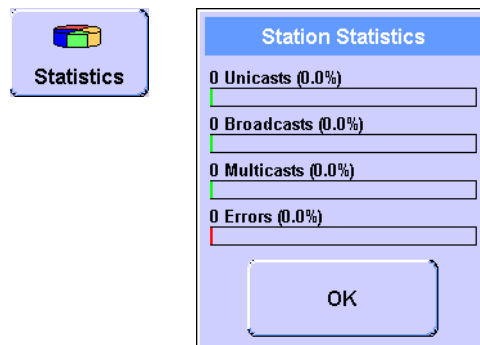 Statistics
Station Statistics
0 Unicasts (0.0%)
0 Broadcasts (0.0%)
0 Multicasts (0.0%)
0 Errors (0.0%)
OK